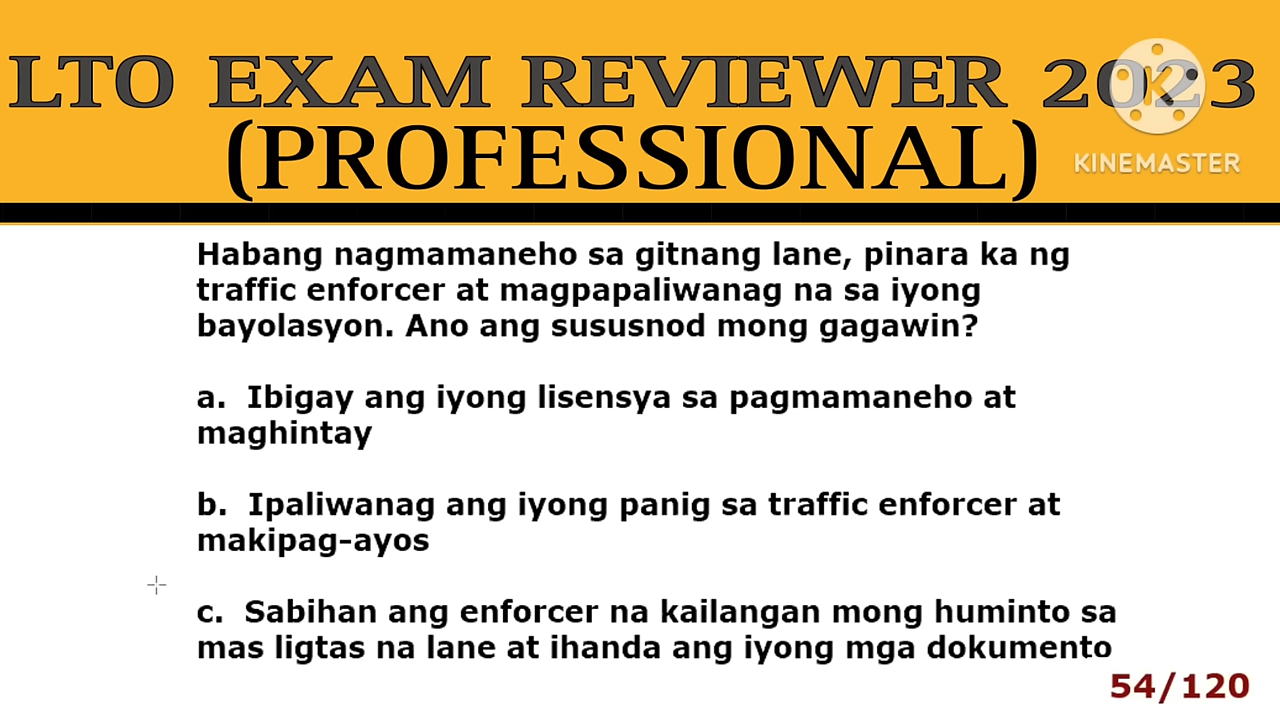 LTO EXAM REVIEWER 2023
(PROFESSIONAL)
KINEMASTER
Habang nagmamaneho sa gitnang lane, pinara ka ng
traffic enforcer at magpapaliwanag na sa iyong
bayolasyon. Ano ang sususnod mong gagawin?
a. Ibigay ang iyong lisensya sa pagmamaneho at
maghintay
b. Ipaliwanag ang iyong panig sa traffic enforcer at
makipag-ayos
c. Sabihan ang enforcer na kailangan mong huminto sa
mas ligtas na lane at ihanda ang iyong mga dokumento
54/120